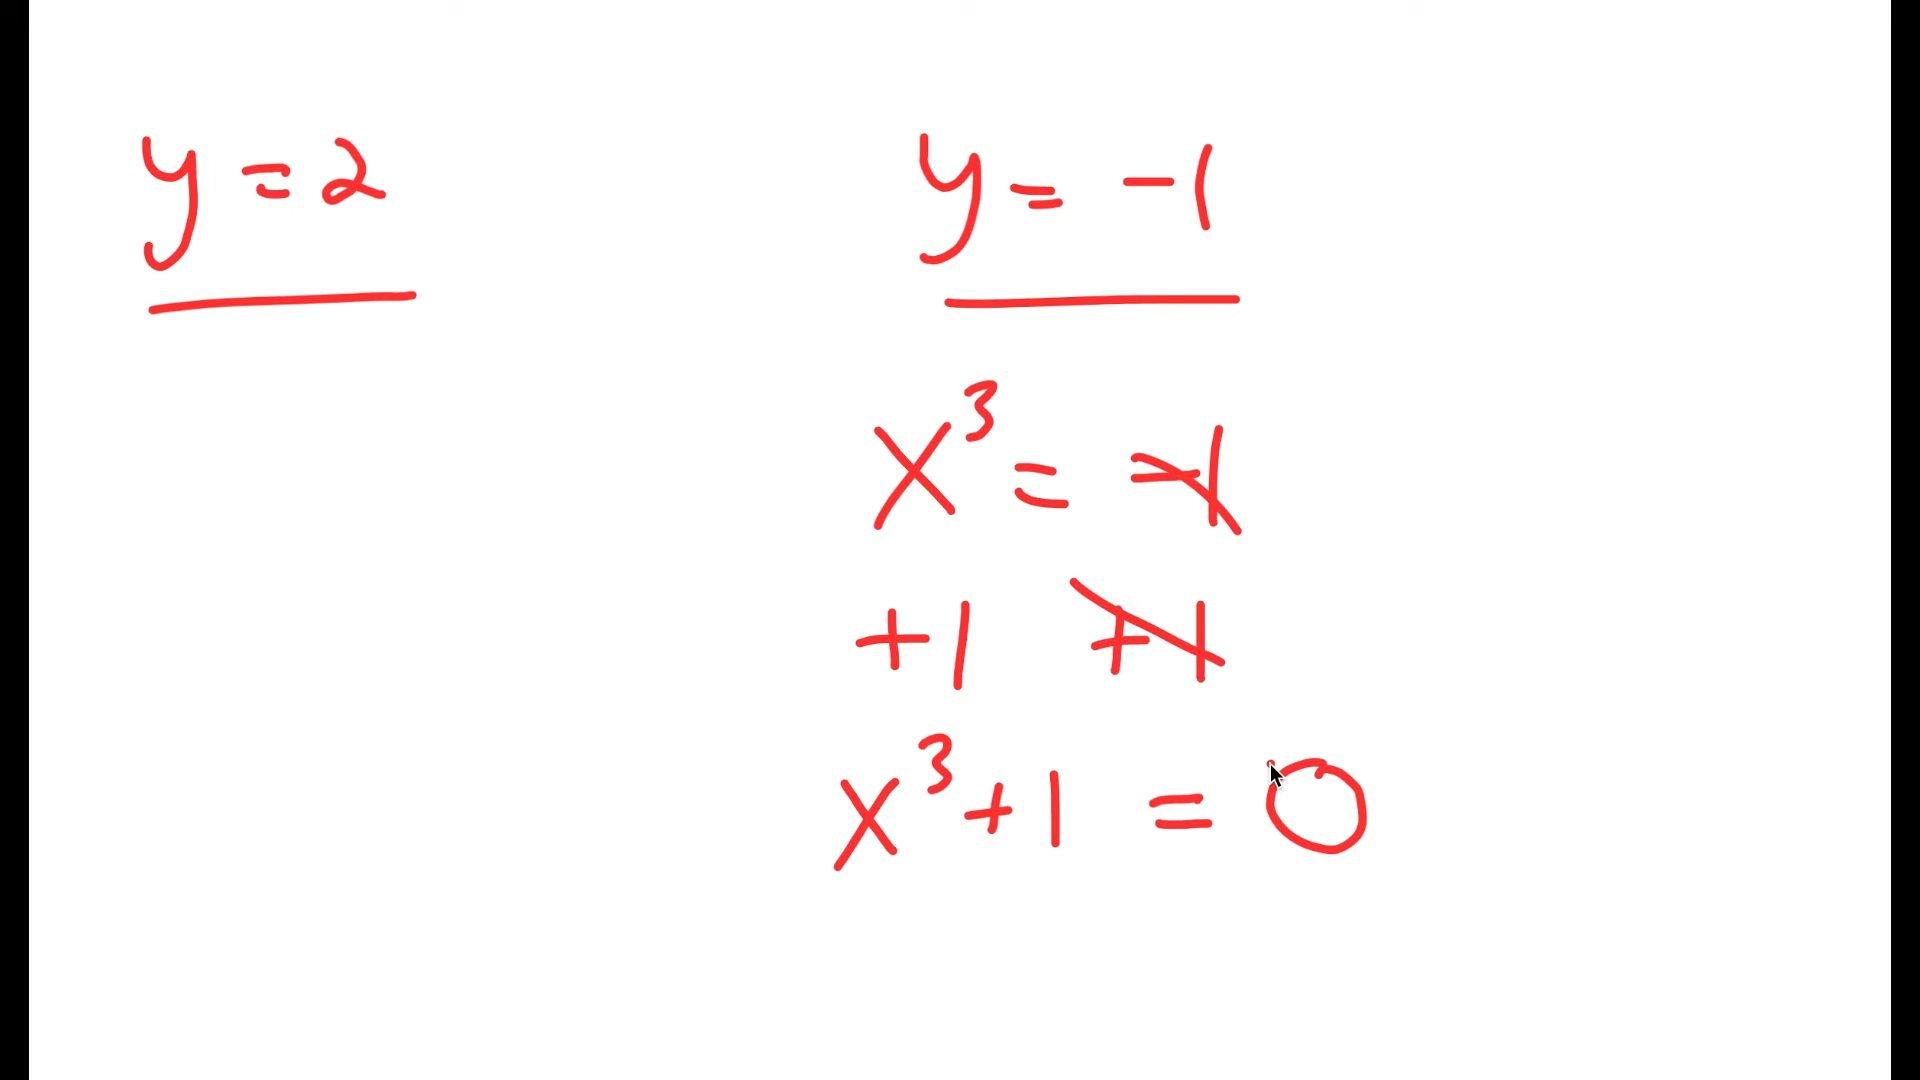 y = 2
y = -1
x³ = -1
+1 +1
x³ + 1 = 0